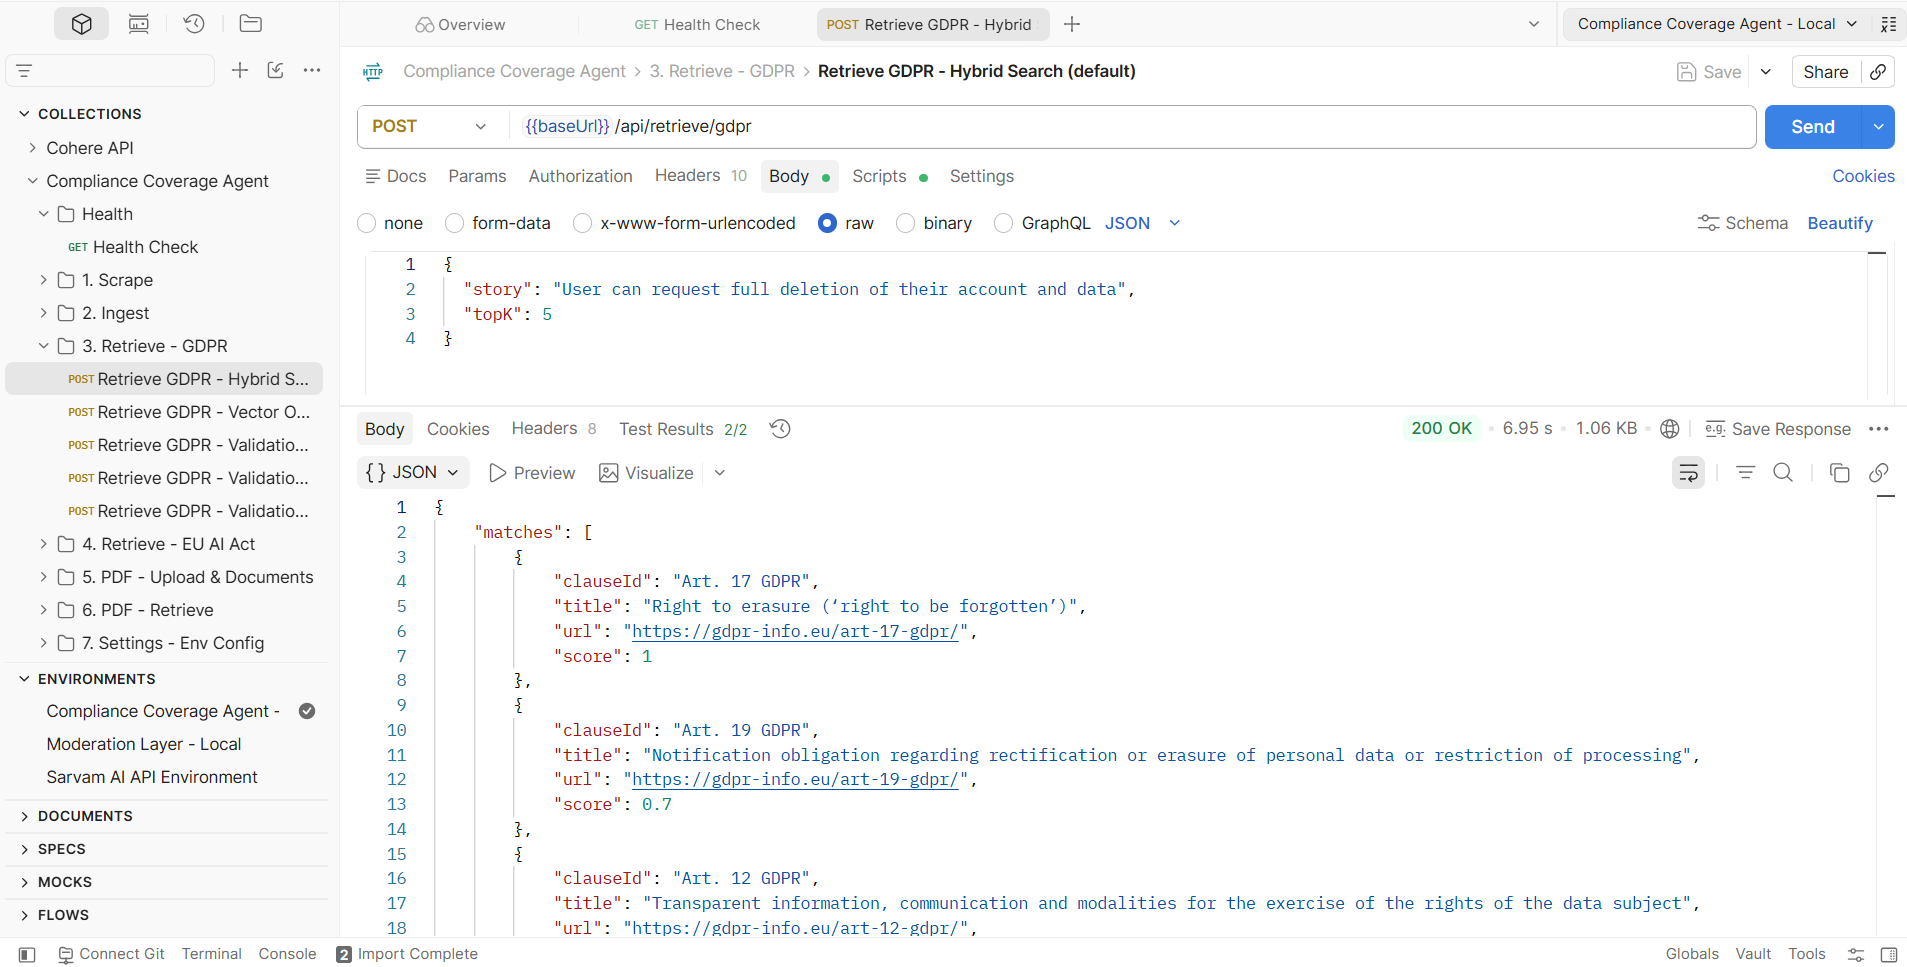 Overview
GET Health Check
POST Retrieve GDPR - Hybrid
Compliance Coverage Agent - Local
HTTP Compliance Coverage Agent > 3. Retrieve - GDPR > Retrieve GDPR - Hybrid Search (default)
Save
Share
COLLECTIONS
Cohere API
Compliance Coverage Agent
Health
GET Health Check
1. Scrape
2. Ingest
3. Retrieve - GDPR
POST Retrieve GDPR - Hybrid S...
POST Retrieve GDPR - Vector O...
POST Retrieve GDPR - Validatio...
POST Retrieve GDPR - Validatio...
POST Retrieve GDPR - Validatio...
4. Retrieve - EU AI Act
5. PDF - Upload & Documents
6. PDF - Retrieve
7. Settings - Env Config
ENVIRONMENTS
Compliance Coverage Agent -
Moderation Layer - Local
Sarvam AI API Environment
DOCUMENTS
SPECS
MOCKS
FLOWS
POST
{{baseUrl}} /api/retrieve/gdpr
Send
Docs Params Authorization Headers 10 Body Scripts Settings
Cookies
none form-data x-www-form-urlencoded raw binary GraphQL JSON
Schema Beautify
1 {
2 "story": "User can request full deletion of their account and data",
3 "topK": 5
4 }
Body Cookies Headers 8 Test Results 2/2
200 OK • 6.95 s • 1.06 KB • e.g. Save Response
{} JSON Preview Visualize
1 {
2 "matches": [
3 {
4 "clauseId": "Art. 17 GDPR",
5 "title": "Right to erasure (‘right to be forgotten’)",
6 "url": "https://gdpr-info.eu/art-17-gdpr/",
7 "score": 1
8 },
9 {
10 "clauseId": "Art. 19 GDPR",
11 "title": "Notification obligation regarding rectification or erasure of personal data or restriction of processing",
12 "url": "https://gdpr-info.eu/art-19-gdpr/",
13 "score": 0.7
14 },
15 {
16 "clauseId": "Art. 12 GDPR",
17 "title": "Transparent information, communication and modalities for the exercise of the rights of the data subject",
18 "url": "https://gdpr-info.eu/art-12-gdpr/",
Connect Git Terminal Console 2 Import Complete
Globals Vault Tools